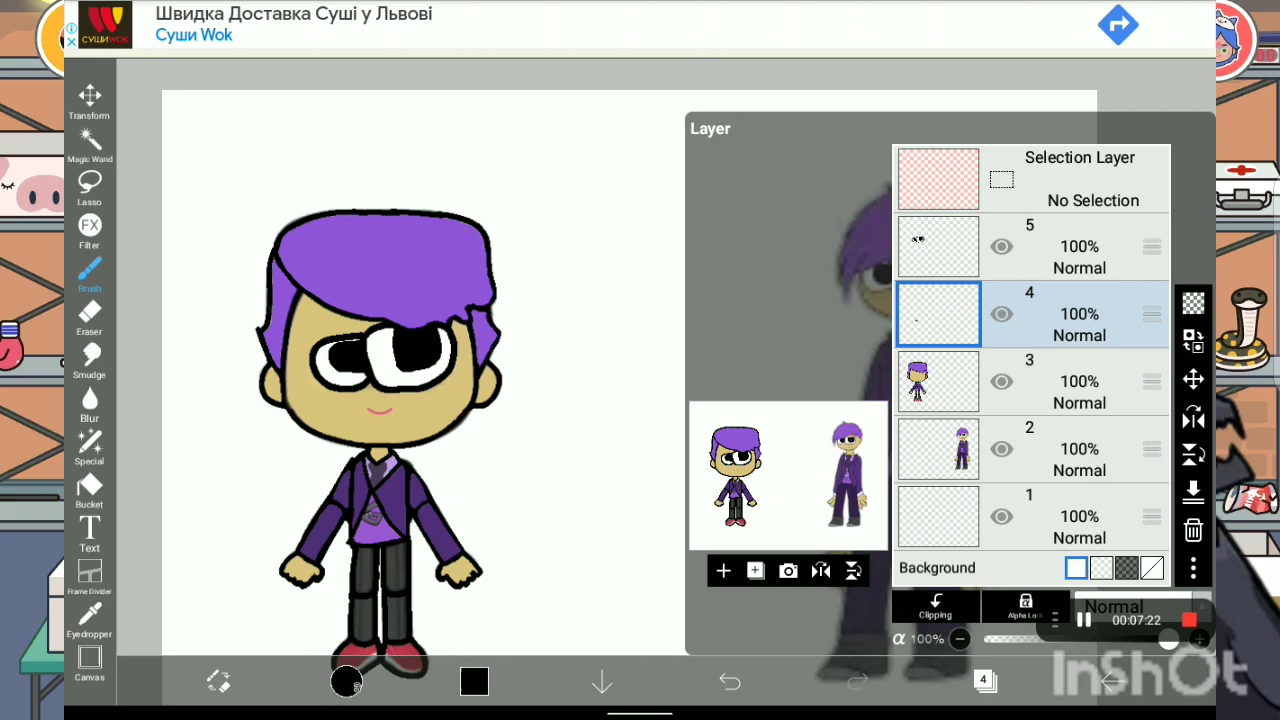 Швидка Доставка Суші у Львові
Суши Wok
СУШИWOK
Transform
Magic Wand
Lasso
FX
Filter
Brush
Eraser
Smudge
Blur
Special
Bucket
T
Text
Frame Divider
Eyedropper
Canvas
Layer
Selection Layer
No Selection
5
100%
Normal
4
100%
Normal
3
100%
Normal
2
100%
Normal
1
100%
Normal
Background
Clipping
Alpha Lock
Normal
00:07:22
α 100%
4
InShOt